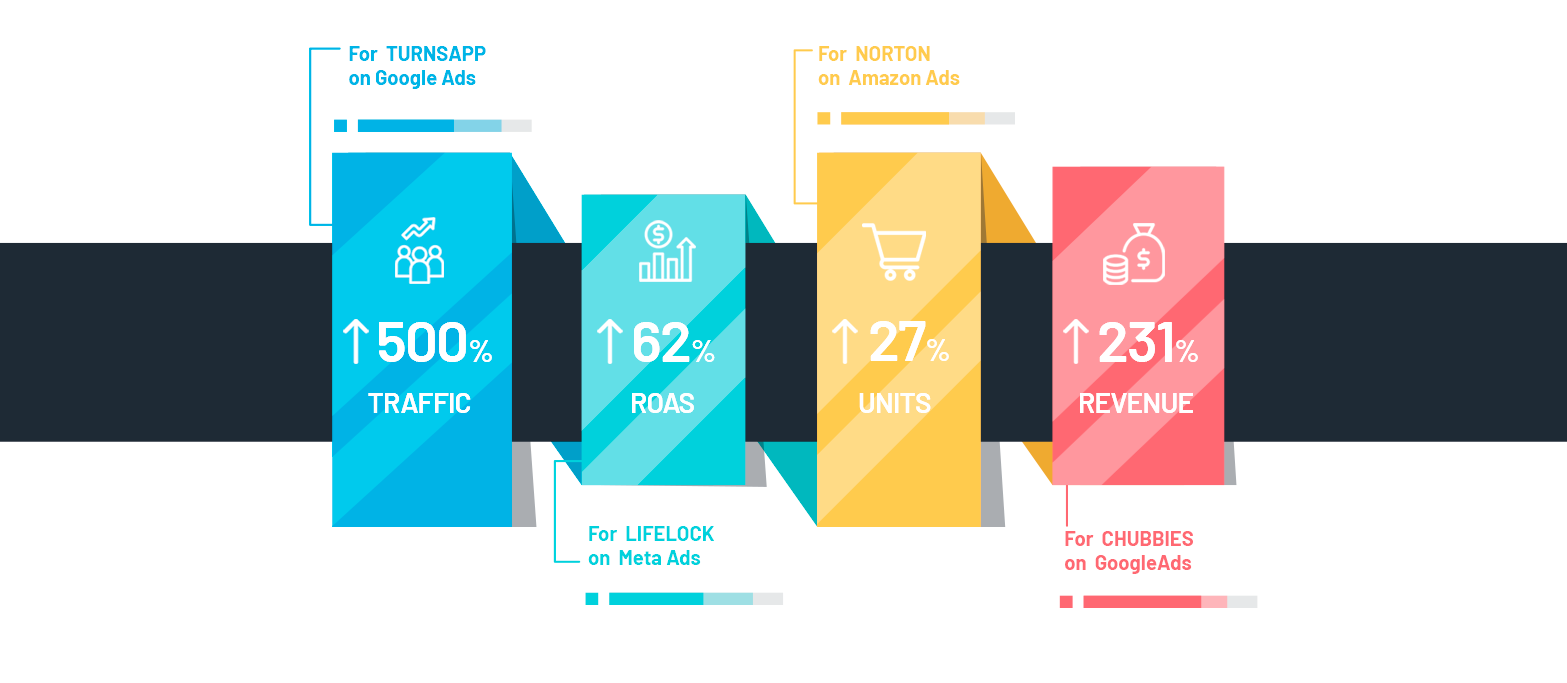 For TURNSAPP
on Google Ads
↑500%
TRAFFIC
↑62%
ROAS
For LIFELOCK
on Meta Ads
For NORTON
on Amazon Ads
↑27%
UNITS
↑231%
REVENUE
For CHUBBIES
on GoogleAds